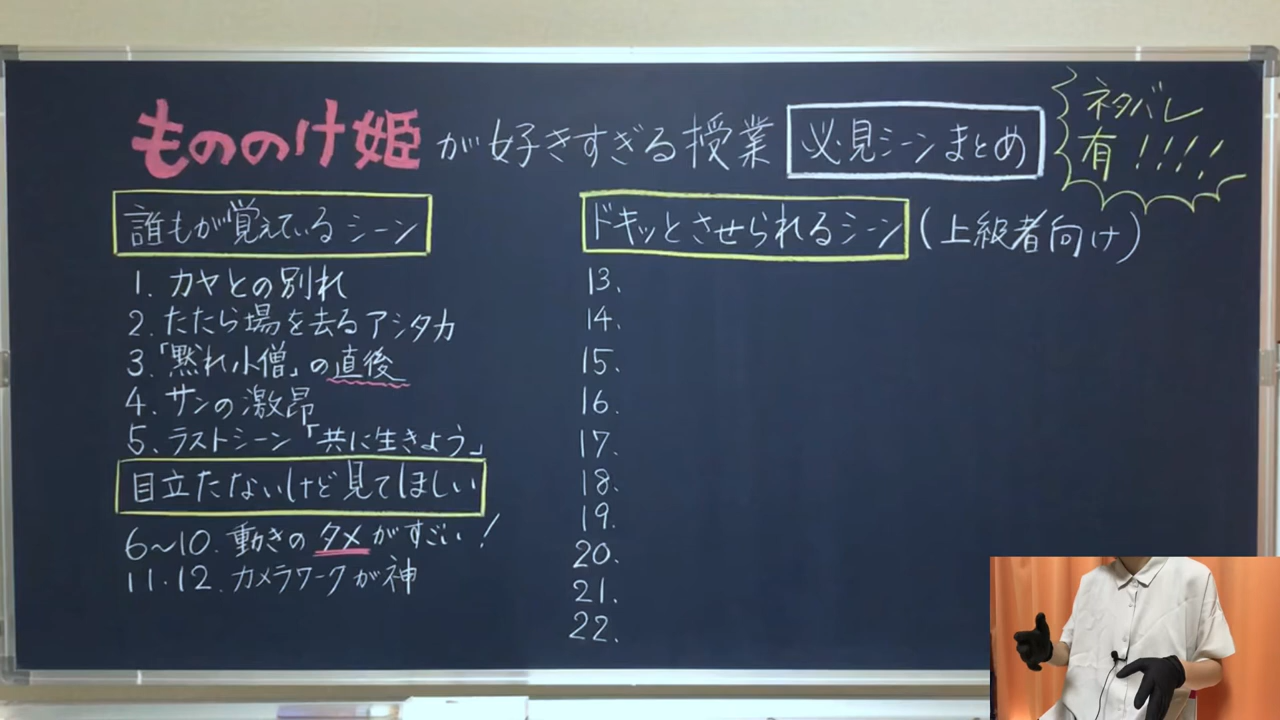 もののけ姫が好きすぎる授業 必見シーンまとめ
ネタバレ
有!!!!
誰もが覚えているシーン
1. カヤとの別れ
2. たたら場を去るアシタカ
3.「黙れ小僧」の直後
4. サンの激昂
5. ラストシーン「共に生きよう」
目立たないけど見てほしい
6〜10. 動きのタメがすごい!
11・12. カメラワークが神
ドキッとさせられるシーン(上級者向け)
13.
14.
15.
16.
17.
18.
19.
20.
21.
22.